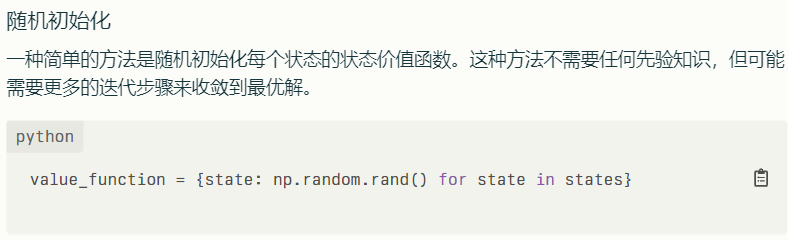 随机初始化
一种简单的方法是随机初始化每个状态的状态价值函数。这种方法不需要任何先验知识，但可能
需要更多的迭代步骤来收敛到最优解。
python
value_function = {state: np.random.rand() for state in states}